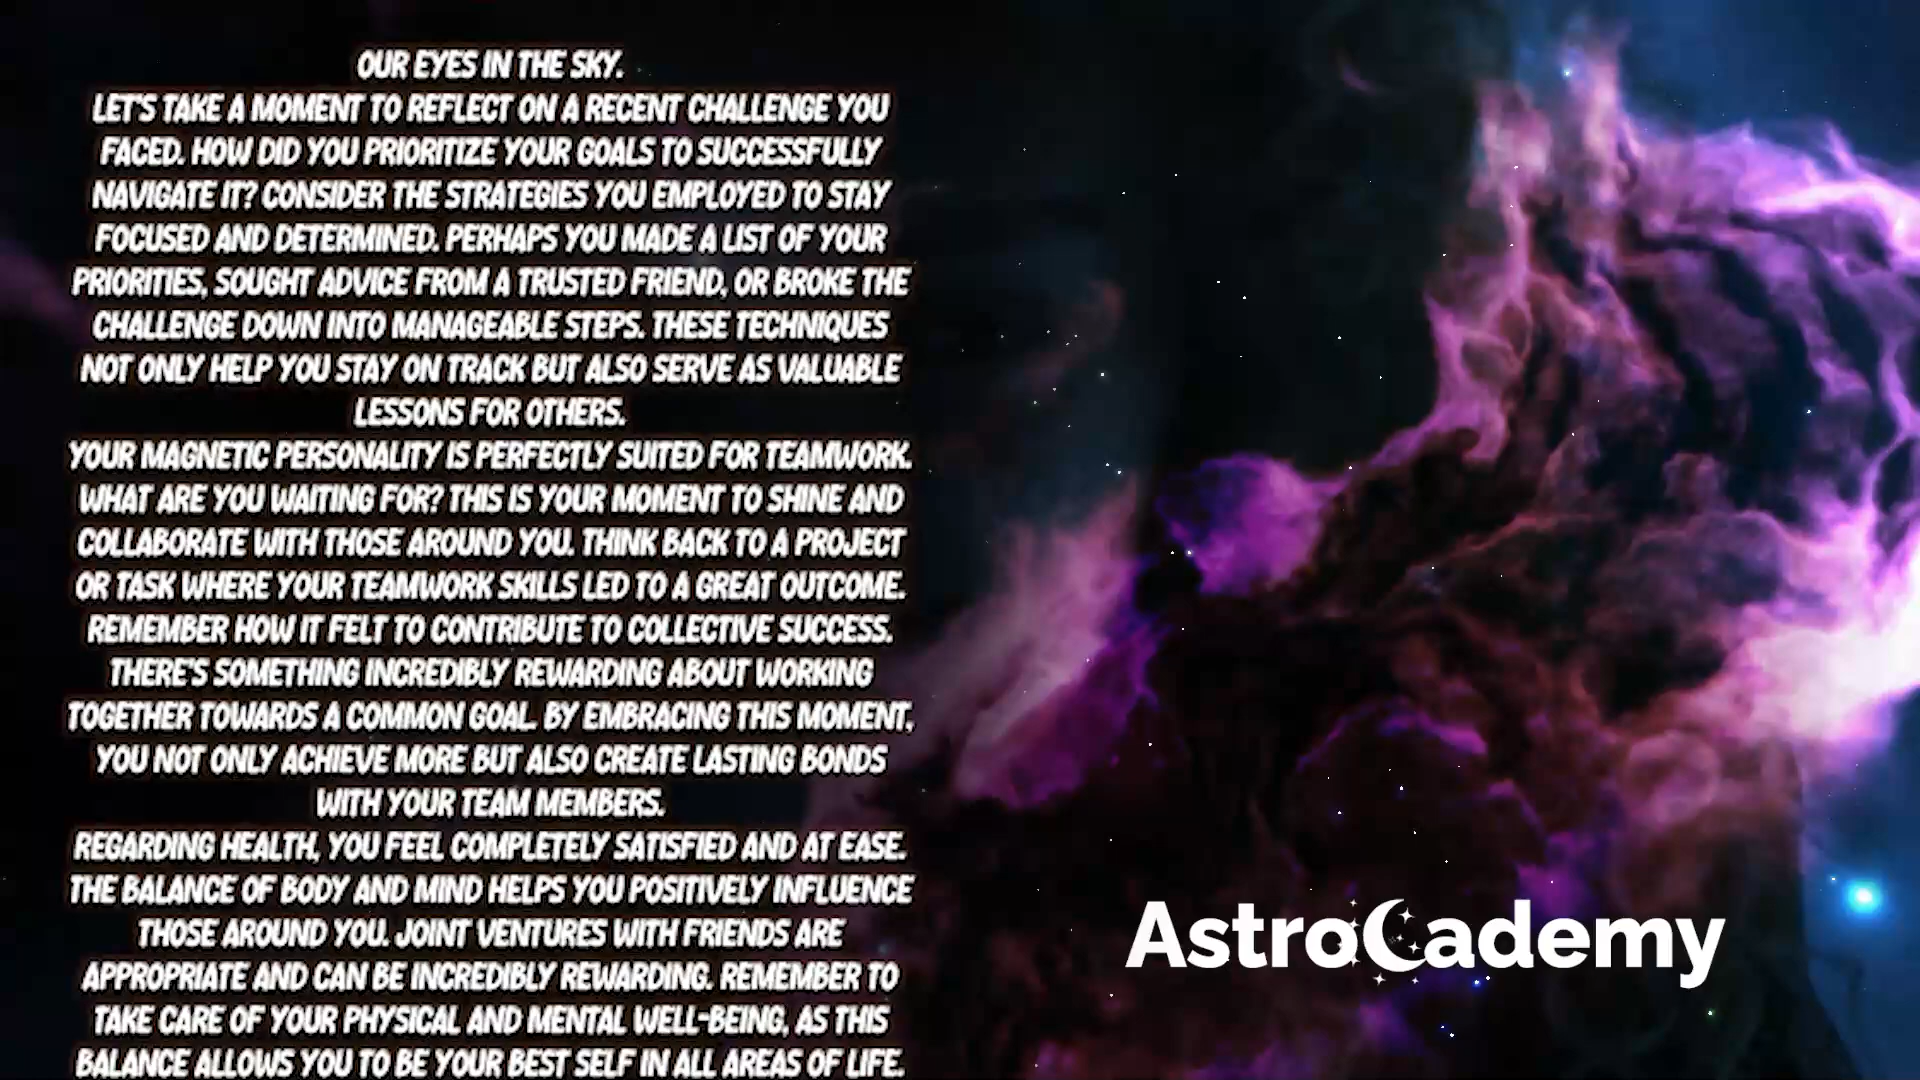 OUR EYES IN THE SKY.
LET'S TAKE A MOMENT TO REFLECT ON A RECENT CHALLENGE YOU
FACED. HOW DID YOU PRIORITIZE YOUR GOALS TO SUCCESSFULLY
NAVIGATE IT? CONSIDER THE STRATEGIES YOU EMPLOYED TO STAY
FOCUSED AND DETERMINED. PERHAPS YOU MADE A LIST OF YOUR
PRIORITIES, SOUGHT ADVICE FROM A TRUSTED FRIEND, OR BROKE THE
CHALLENGE DOWN INTO MANAGEABLE STEPS. THESE TECHNIQUES
NOT ONLY HELP YOU STAY ON TRACK BUT ALSO SERVE AS VALUABLE
LESSONS FOR OTHERS.
YOUR MAGNETIC PERSONALITY IS PERFECTLY SUITED FOR TEAMWORK.
WHAT ARE YOU WAITING FOR? THIS IS YOUR MOMENT TO SHINE AND
COLLABORATE WITH THOSE AROUND YOU. THINK BACK TO A PROJECT
OR TASK WHERE YOUR TEAMWORK SKILLS LED TO A GREAT OUTCOME.
REMEMBER HOW IT FELT TO CONTRIBUTE TO COLLECTIVE SUCCESS.
THERE'S SOMETHING INCREDIBLY REWARDING ABOUT WORKING
TOGETHER TOWARDS A COMMON GOAL. BY EMBRACING THIS MOMENT,
YOU NOT ONLY ACHIEVE MORE BUT ALSO CREATE LASTING BONDS
WITH YOUR TEAM MEMBERS.
REGARDING HEALTH, YOU FEEL COMPLETELY SATISFIED AND AT EASE.
THE BALANCE OF BODY AND MIND HELPS YOU POSITIVELY INFLUENCE
THOSE AROUND YOU. JOINT VENTURES WITH FRIENDS ARE
APPROPRIATE AND CAN BE INCREDIBLY REWARDING. REMEMBER TO
TAKE CARE OF YOUR PHYSICAL AND MENTAL WELL-BEING, AS THIS
BALANCE ALLOWS YOU TO BE YOUR BEST SELF IN ALL AREAS OF LIFE.
AstroCademy